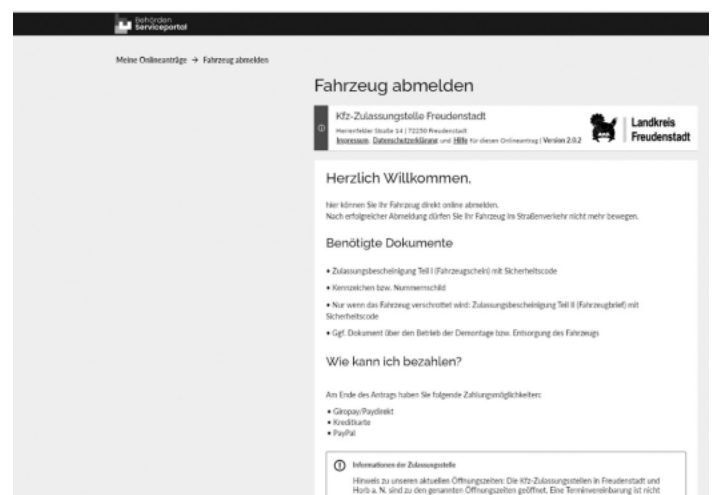 Behörden
Serviceportal
Meine Onlineanträge → Fahrzeug abmelden
Fahrzeug abmelden
Kfz-Zulassungstelle Freudenstadt
Herrenfelder Straße 14 | 72250 Freudenstadt
Impressum, Datenschutzerklärung und Hilfe für diesen Onlineantrag | Version 2.0.2
Landkreis
Freudenstadt
Herzlich Willkommen,
hier können Sie Ihr Fahrzeug direkt online abmelden.
Nach erfolgreicher Abmeldung dürfen Sie Ihr Fahrzeug im Straßenverkehr nicht mehr bewegen.
Benötigte Dokumente
• Zulassungsbescheinigung Teil I (Fahrzeugschein) mit Sicherheitscode
• Kennzeichen bzw. Nummernschild
• Nur wenn das Fahrzeug verschrottet wird: Zulassungsbescheinigung Teil II (Fahrzeugbrief) mit
Sicherheitscode
• Ggf. Dokument über den Betrieb der Demontage bzw. Entsorgung des Fahrzeugs
Wie kann ich bezahlen?
Am Ende des Antrags haben Sie folgende Zahlungsmöglichkeiten:
• Giropay/Paydirekt
• Kreditkarte
• PayPal
Informationen der Zulassungsstelle
Hinweis zu unseren aktuellen Öffnungszeiten: Die Kfz-Zulassungsstellen in Freudenstadt und
Horb a. N. sind zu den genannten Öffnungszeiten geöffnet. Eine Terminvereinbarung ist nicht